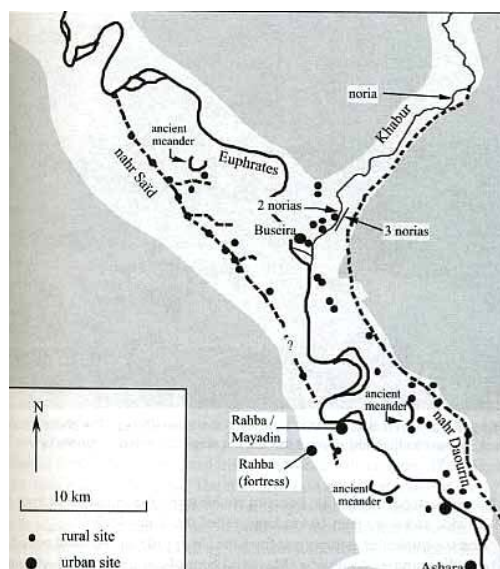 noria
Khabur
ancient
meander
Euphrates
nahr Saïd
2 norias
Buseira
3 norias
?
ancient
meander
N
Rahba /
Mayadin
nahr Daourin
Rahba
(fortress)
10 km
ancient
meander
rural site
urban site
Ashara